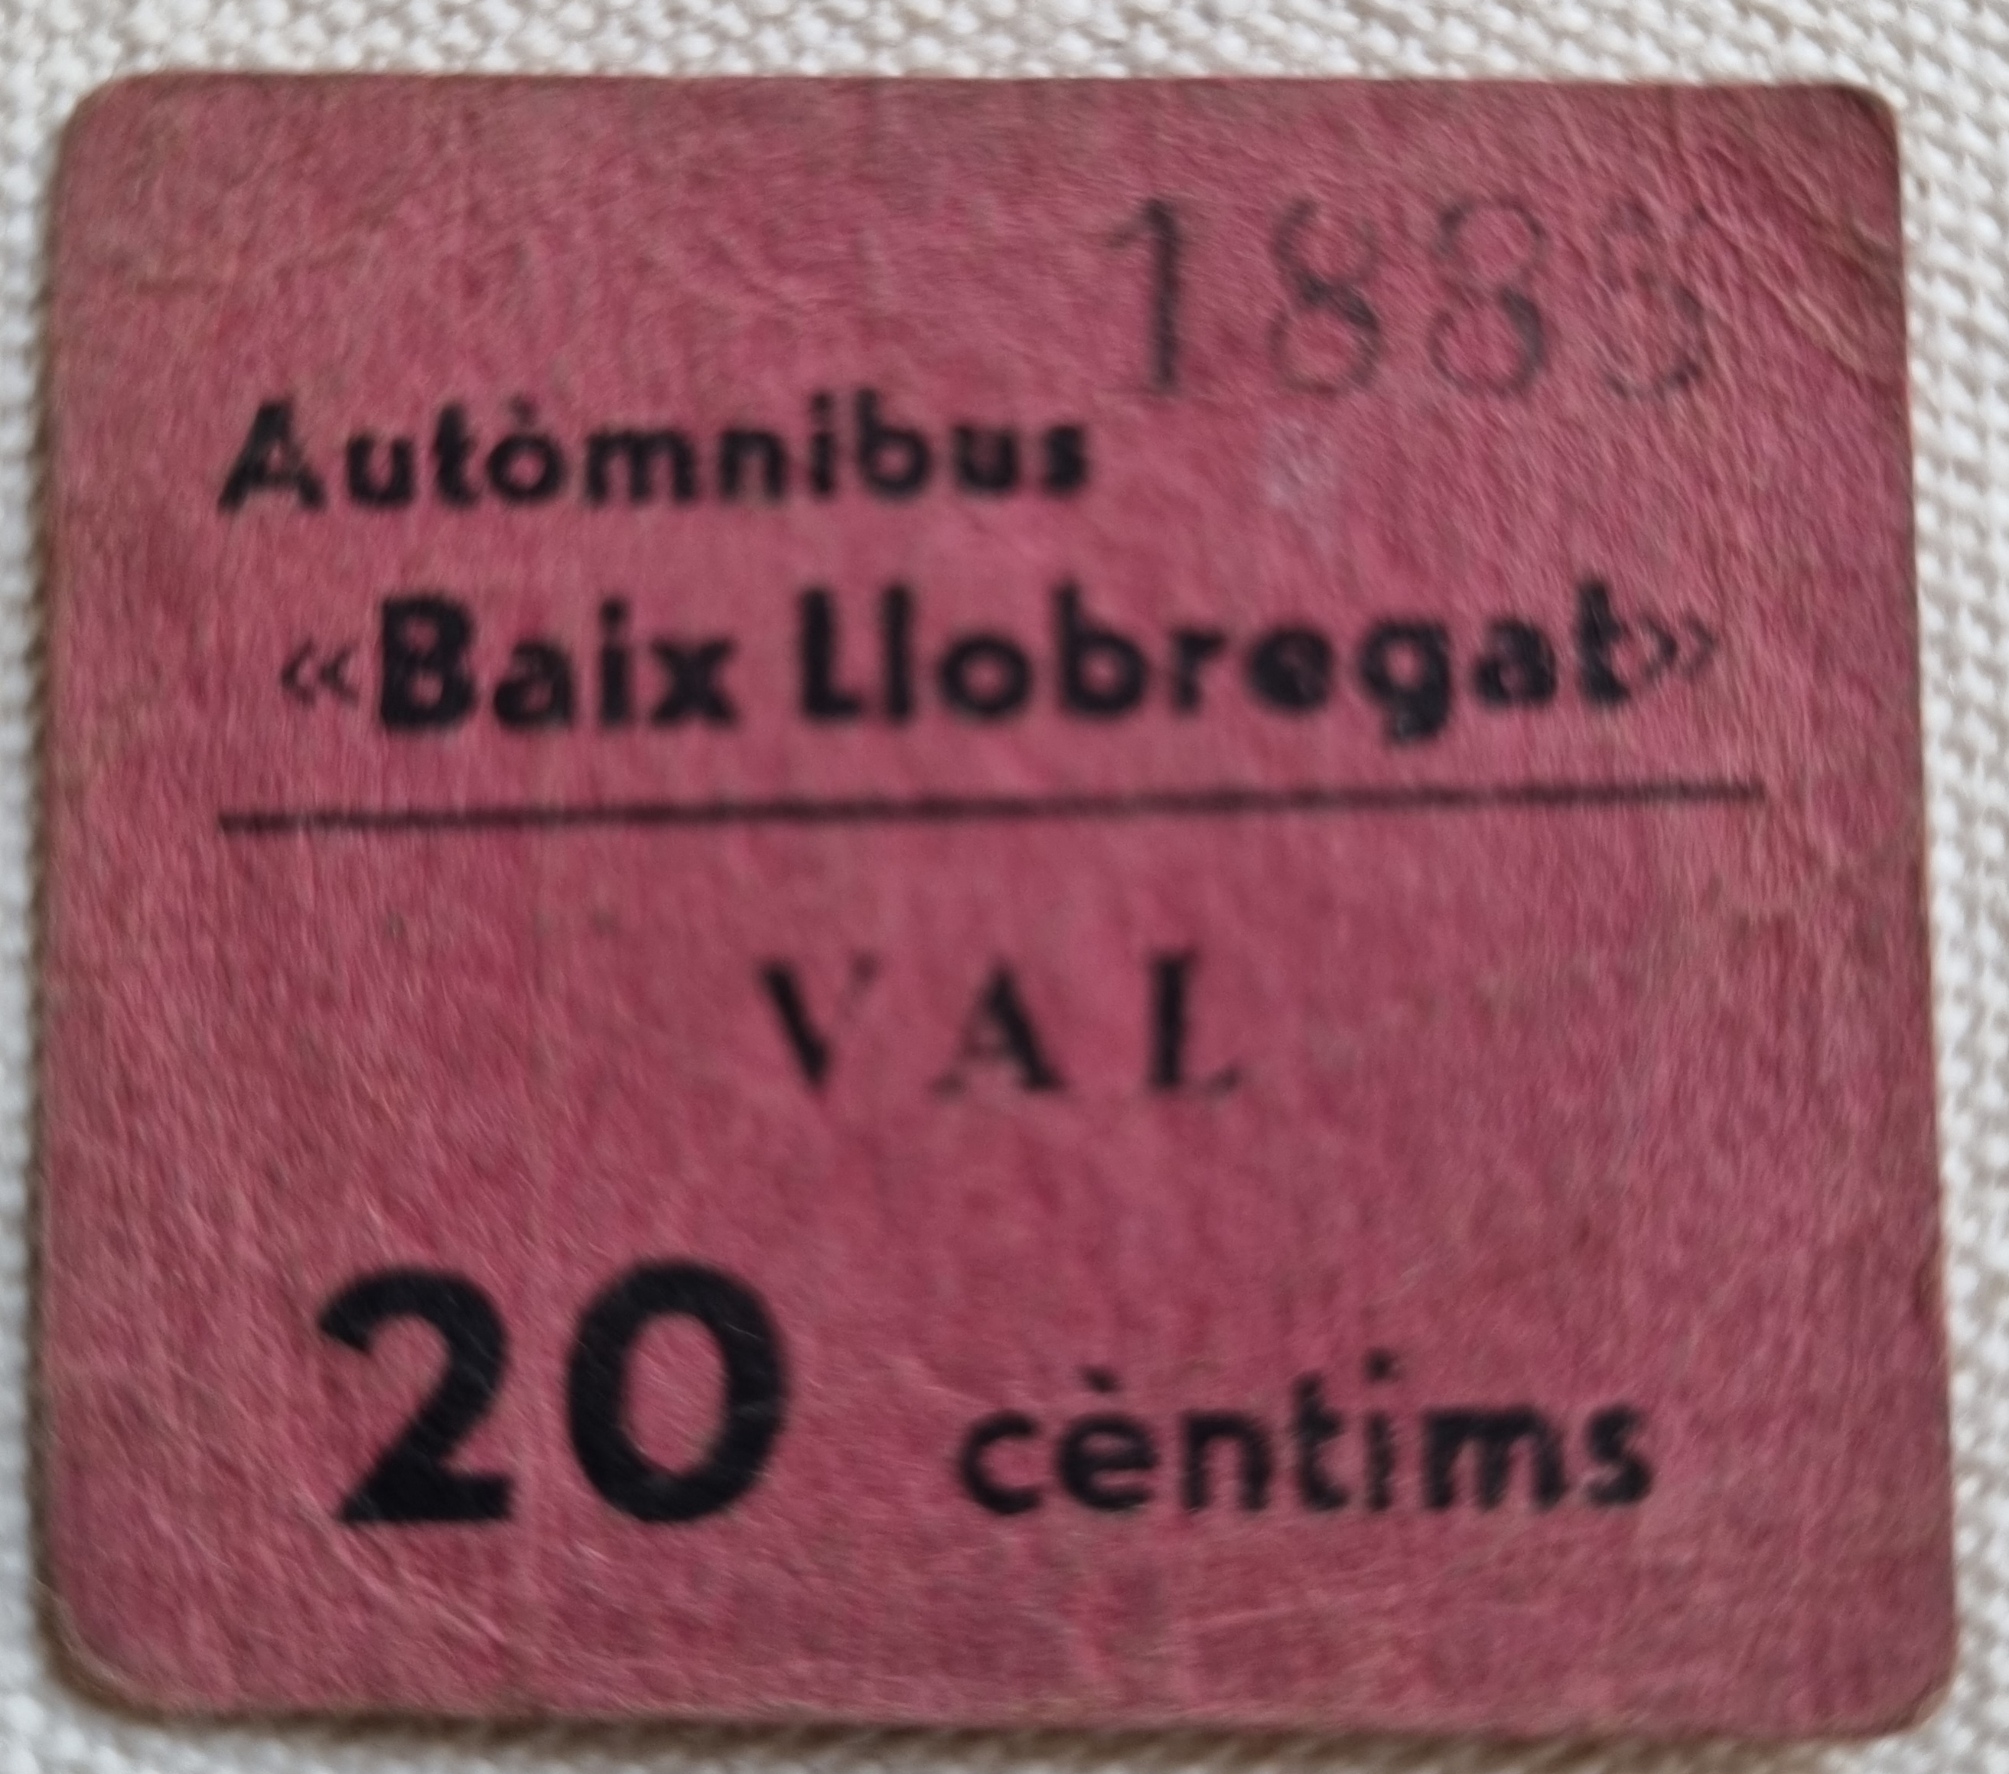 Autòmnibus
«Baix Llobregat»
VAL
20 cèntims